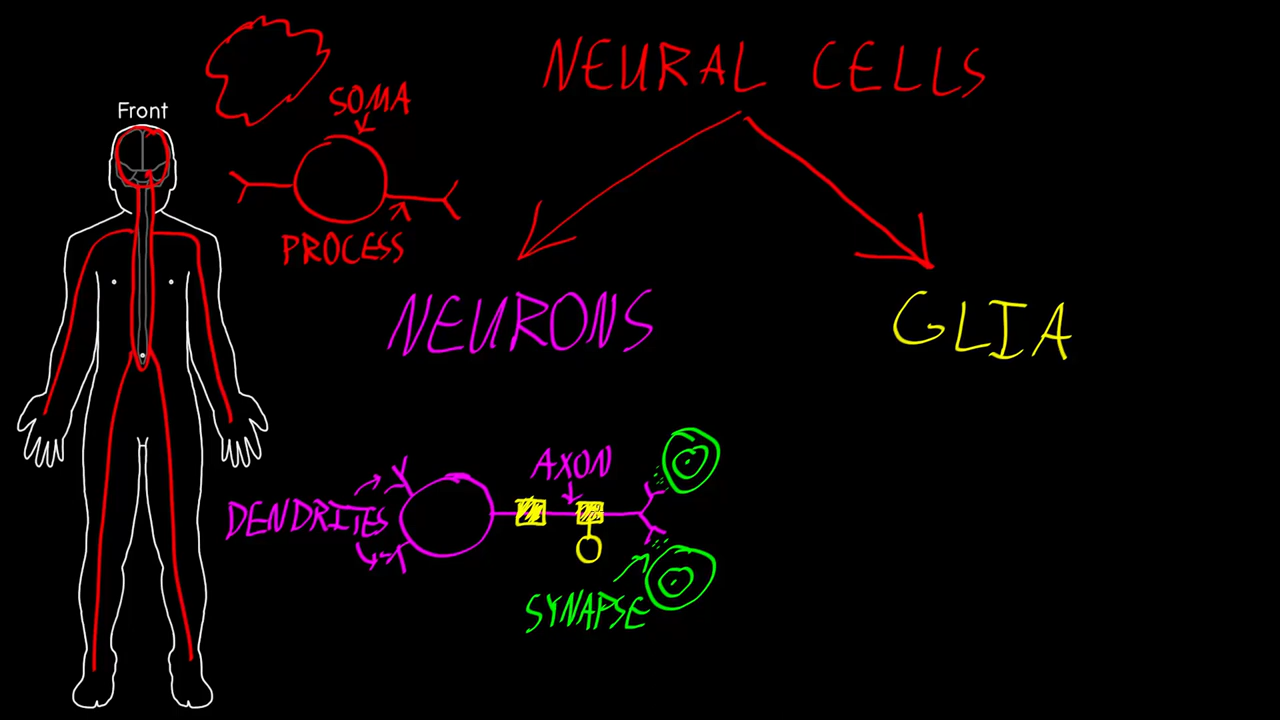 NEURAL CELLS
SOMA
Front
PROCESS
NEURONS
GLIA
AXON
DENDRITES
SYNAPSE